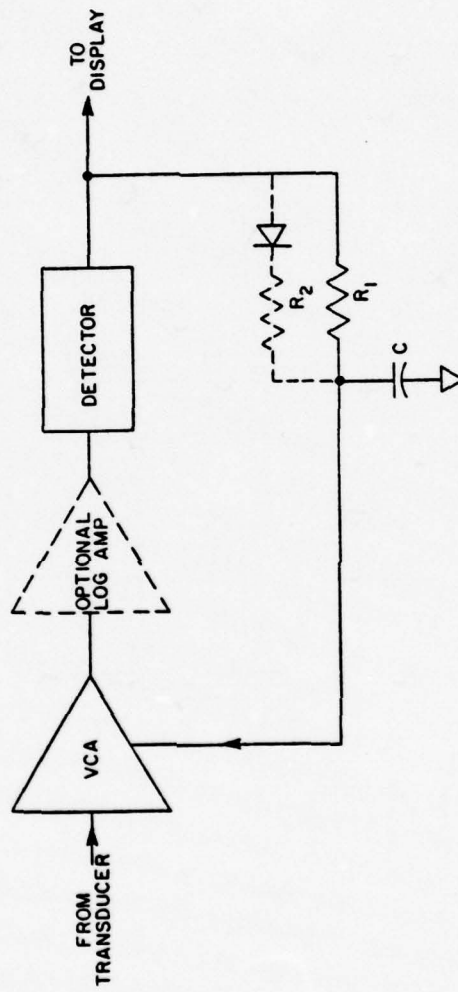 FROM
TRANSDUCER
VCA
OPTIONAL
LOG AMP
DETECTOR
TO
DISPLAY
R2
R1
C